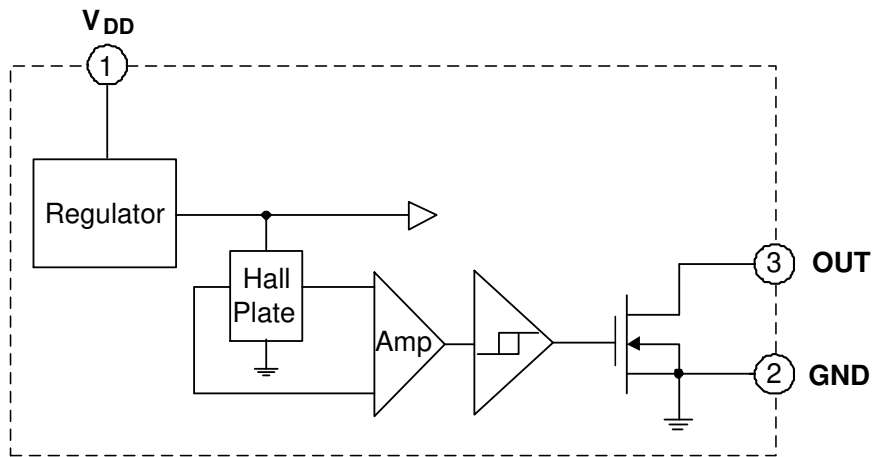 VDD
1
Regulator
Hall
Plate
Amp
3 OUT
2 GND